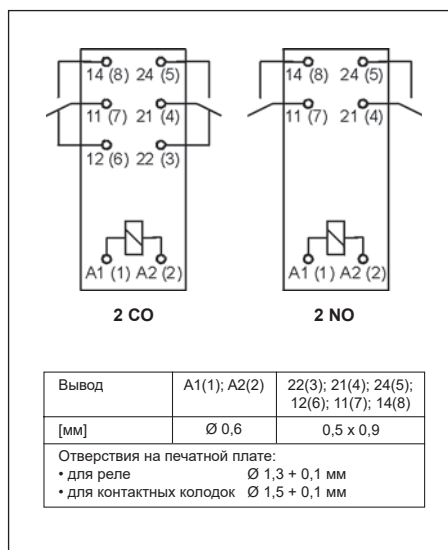 14 (8) 24 (5)
11 (7) 21 (4)
12 (6) 22 (3)
A1 (1) A2 (2)
2 CO
14 (8) 24 (5)
11 (7) 21 (4)
A1 (1) A2 (2)
2 NO
Вывод A1(1); A2(2) 22(3); 21(4); 24(5);
12(6); 11(7); 14(8)
[мм] Ø 0,6 0,5 x 0,9
Отверстия на печатной плате:
• для реле Ø 1,3 + 0,1 мм
• для контактных колодок Ø 1,5 + 0,1 мм